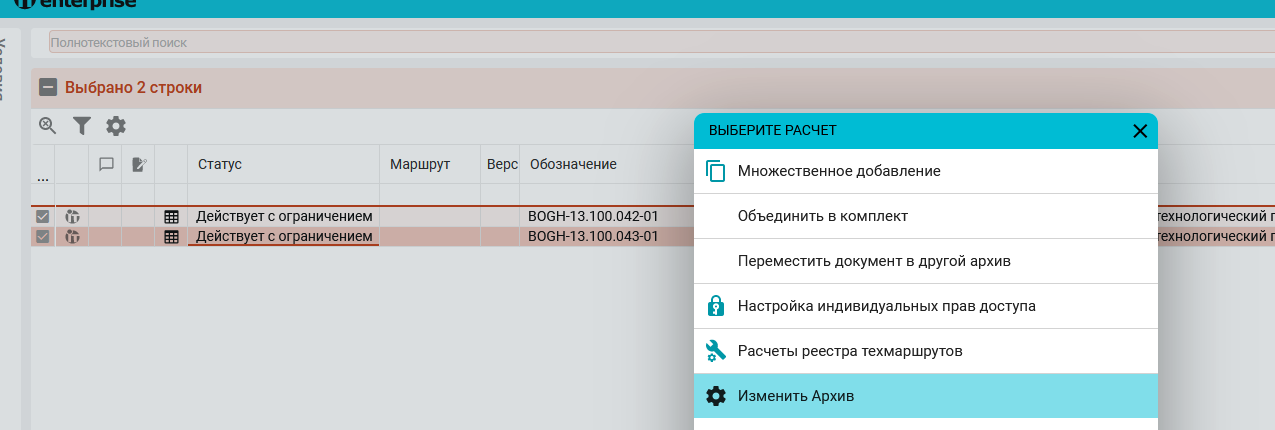 enterprise
Условия
Полнотекстовый поиск
Выбрано 2 строки
ВЫБЕРИТЕ РАСЧЕТ
... Статус Маршрут Верс Обозначение
Множественное добавление
Действует с ограничением BOGH-13.100.042-01 технологический п
Объединить в комплект
Действует с ограничением BOGH-13.100.043-01 технологический п
Переместить документ в другой архив
Настройка индивидуальных прав доступа
Расчеты реестра техмаршрутов
Изменить Архив